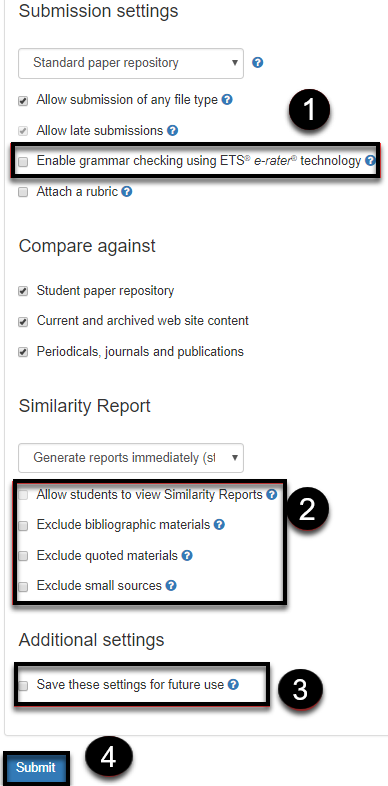 Submission settings
Standard paper repository
Allow submission of any file type
1
Allow late submissions
Enable grammar checking using ETS® e-rater® technology
Attach a rubric
Compare against
Student paper repository
Current and archived web site content
Periodicals, journals and publications
Similarity Report
Generate reports immediately (st
Allow students to view Similarity Reports
2
Exclude bibliographic materials
Exclude quoted materials
Exclude small sources
Additional settings
Save these settings for future use
3
4
Submit